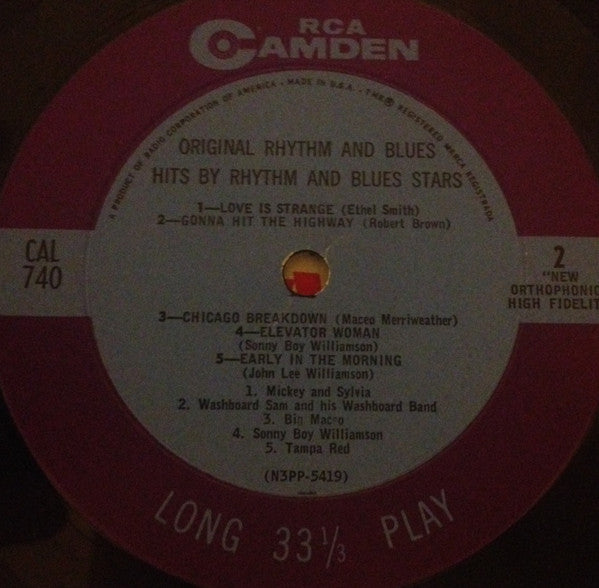 RCA
CAMDEN
A PRODUCT OF RADIO CORPORATION OF AMERICA • MADE IN U.S.A. • TMK(S) ® REGISTERED • MARCA REGISTRADA
ORIGINAL RHYTHM AND BLUES
HITS BY RHYTHM AND BLUES STARS
1—LOVE IS STRANGE (Ethel Smith)
2—GONNA HIT THE HIGHWAY (Robert Brown)
CAL
740
2
"NEW
ORTHOPHONIC
HIGH FIDELIT
3—CHICAGO BREAKDOWN (Maceo Merriweather)
4—ELEVATOR WOMAN
(Sonny Boy Williamson)
5—EARLY IN THE MORNING
(John Lee Williamson)
1. Mickey and Sylvia
2. Washboard Sam and his Washboard Band
3. Big Maceo
4. Sonny Boy Williamson
5. Tampa Red
(N3PP-5419)
LONG 33⅓ PLAY